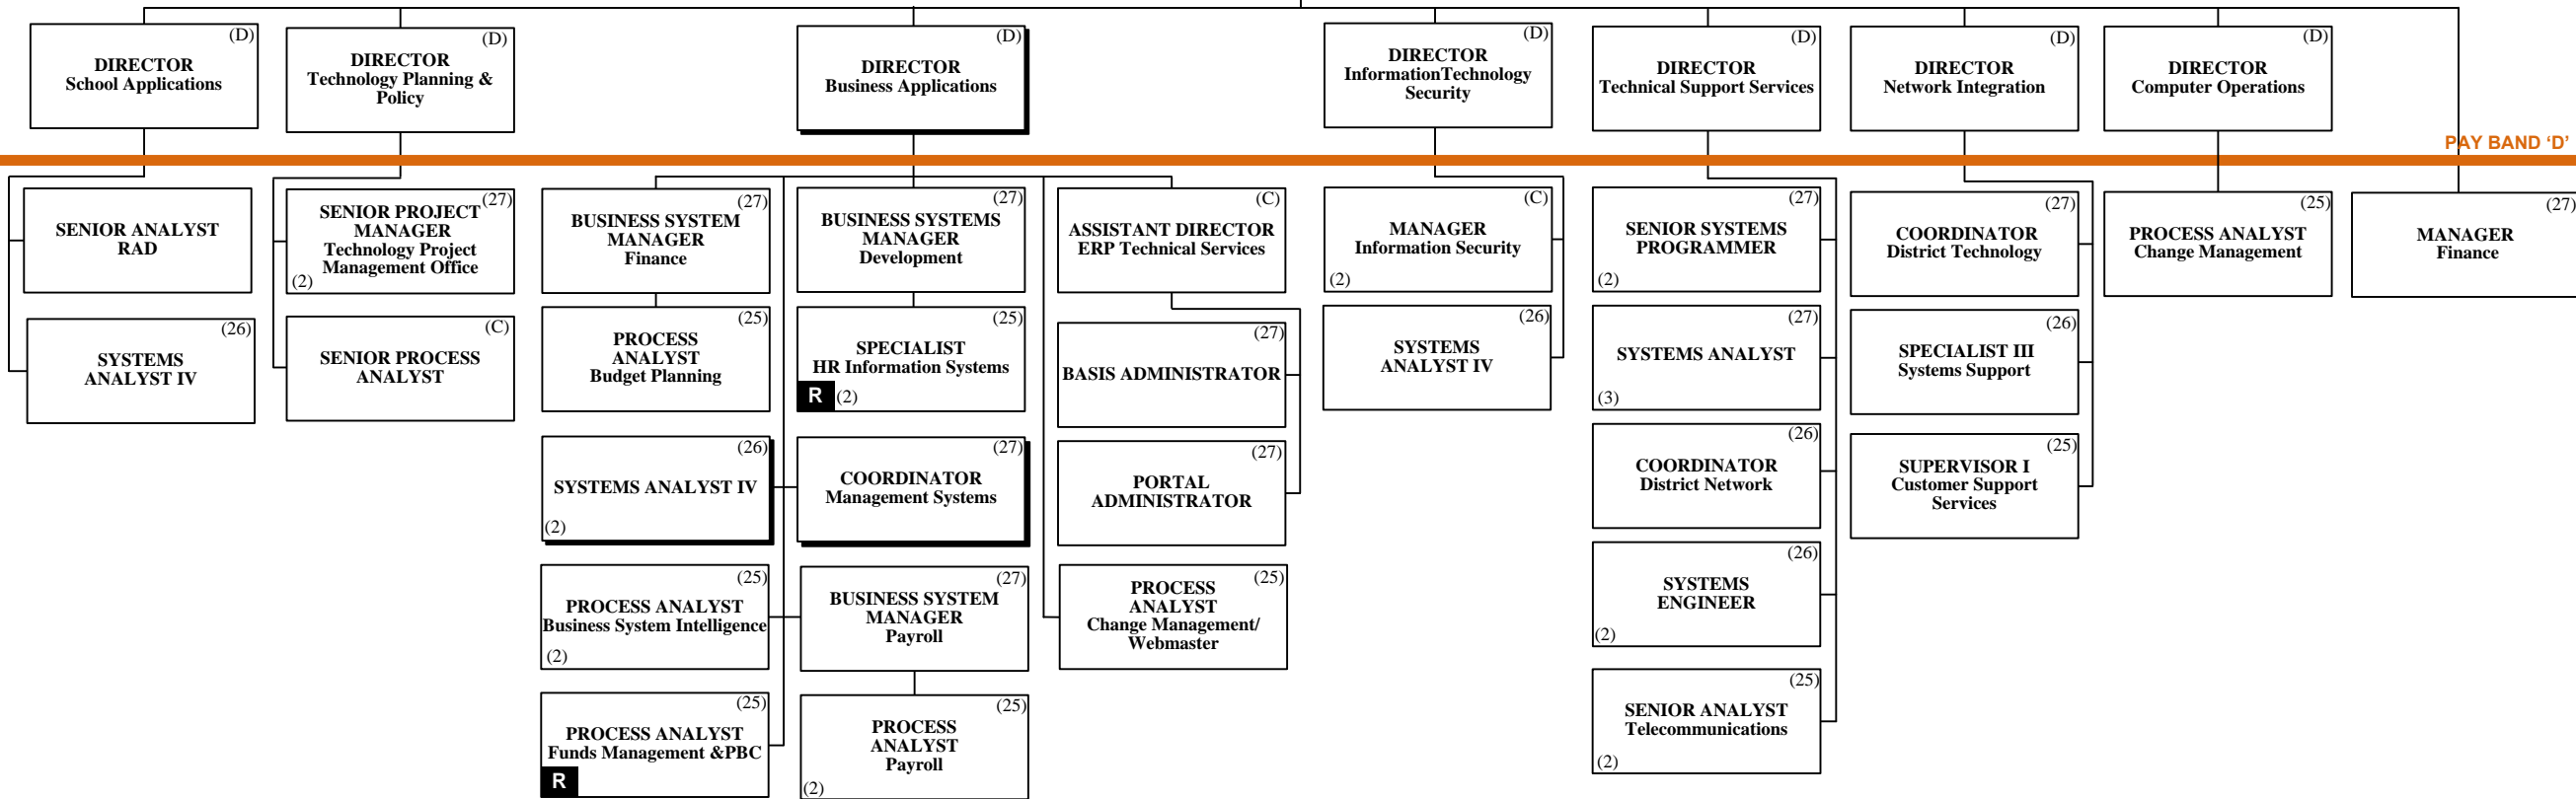 (D)
DIRECTOR
School Applications
(D)
DIRECTOR
Technology Planning &
Policy
(D)
DIRECTOR
Business Applications
(D)
DIRECTOR
InformationTechnology
Security
(D)
DIRECTOR
Technical Support Services
(D)
DIRECTOR
Network Integration
(D)
DIRECTOR
Computer Operations
PAY BAND ‘D’
SENIOR ANALYST
RAD
(26)
SYSTEMS
ANALYST IV
(27)
SENIOR PROJECT
MANAGER
Technology Project
Management Office
(2)
(C)
SENIOR PROCESS
ANALYST
(27)
BUSINESS SYSTEM
MANAGER
Finance
(25)
PROCESS
ANALYST
Budget Planning
(26)
SYSTEMS ANALYST IV
(2)
(25)
PROCESS ANALYST
Business System Intelligence
(2)
(25)
PROCESS ANALYST
Funds Management &PBC
R
(27)
BUSINESS SYSTEMS
MANAGER
Development
(25)
SPECIALIST
HR Information Systems
R (2)
(27)
COORDINATOR
Management Systems
(27)
BUSINESS SYSTEM
MANAGER
Payroll
(25)
PROCESS
ANALYST
Payroll
(2)
(C)
ASSISTANT DIRECTOR
ERP Technical Services
(27)
BASIS ADMINISTRATOR
(27)
PORTAL
ADMINISTRATOR
(25)
PROCESS
ANALYST
Change Management/
Webmaster
(C)
MANAGER
Information Security
(2)
(26)
SYSTEMS
ANALYST IV
(27)
SENIOR SYSTEMS
PROGRAMMER
(2)
(27)
SYSTEMS ANALYST
(3)
(26)
COORDINATOR
District Network
(26)
SYSTEMS
ENGINEER
(2)
(25)
SENIOR ANALYST
Telecommunications
(2)
(27)
COORDINATOR
District Technology
(26)
SPECIALIST III
Systems Support
(25)
SUPERVISOR I
Customer Support
Services
(25)
PROCESS ANALYST
Change Management
(27)
MANAGER
Finance